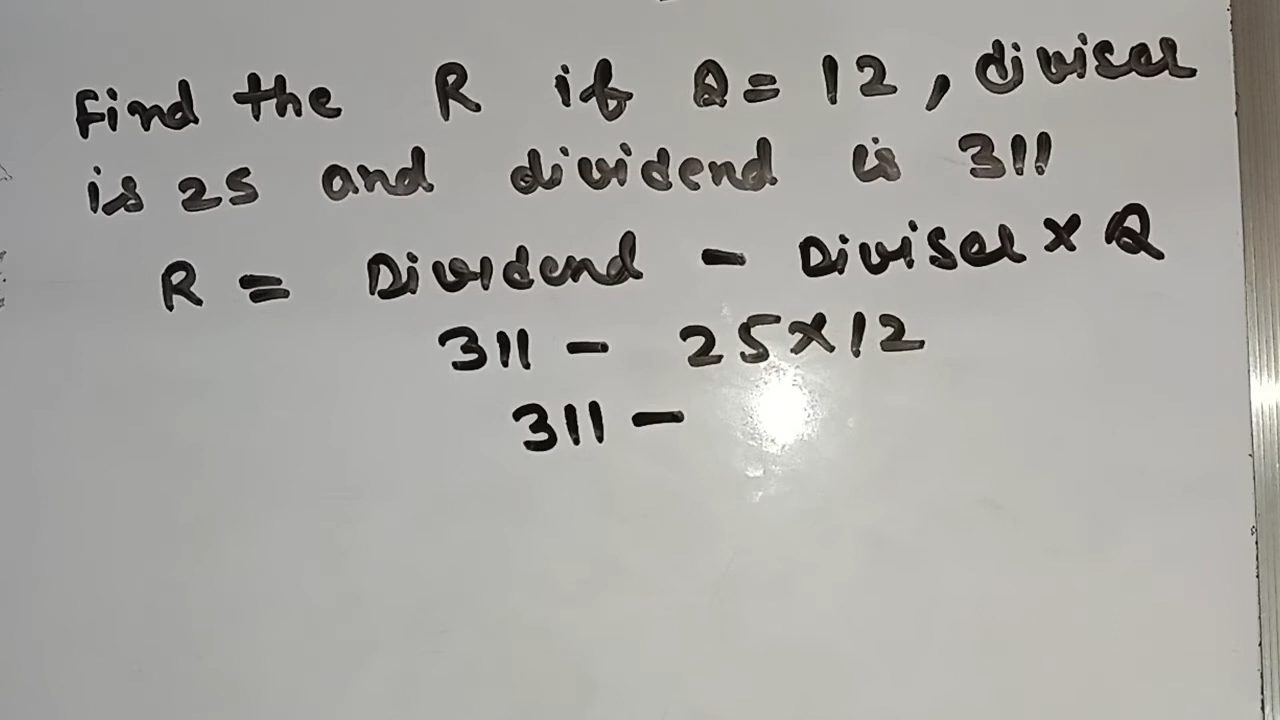 Find the R if Q = 12, divisor
is 25 and dividend is 311
R = Dividend - Divisor × Q
311 - 25×12
311 -